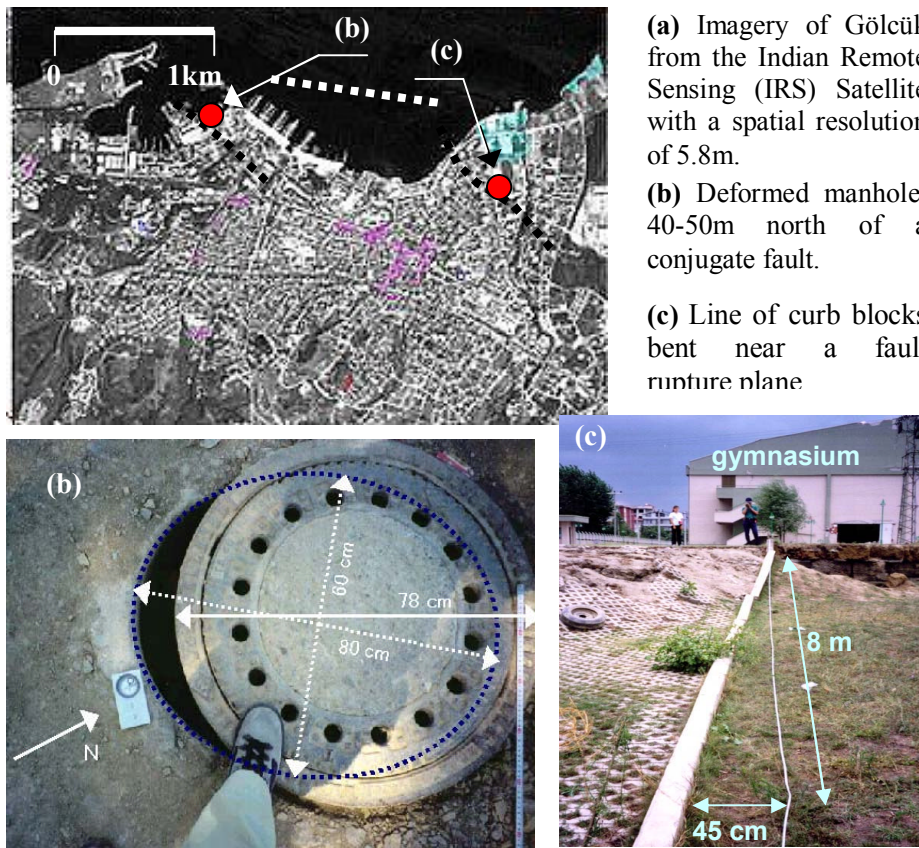 (b)
(c)
0 1km
(a) Imagery of Gölcük
from the Indian Remote
Sensing (IRS) Satellite
with a spatial resolution
of 5.8m.
(b) Deformed manhole,
40-50m north of a
conjugate fault.
(c) Line of curb blocks
bent near a fault
rupture plane
(b)
60 cm
78 cm
80 cm
N
(c)
gymnasium
8 m
45 cm